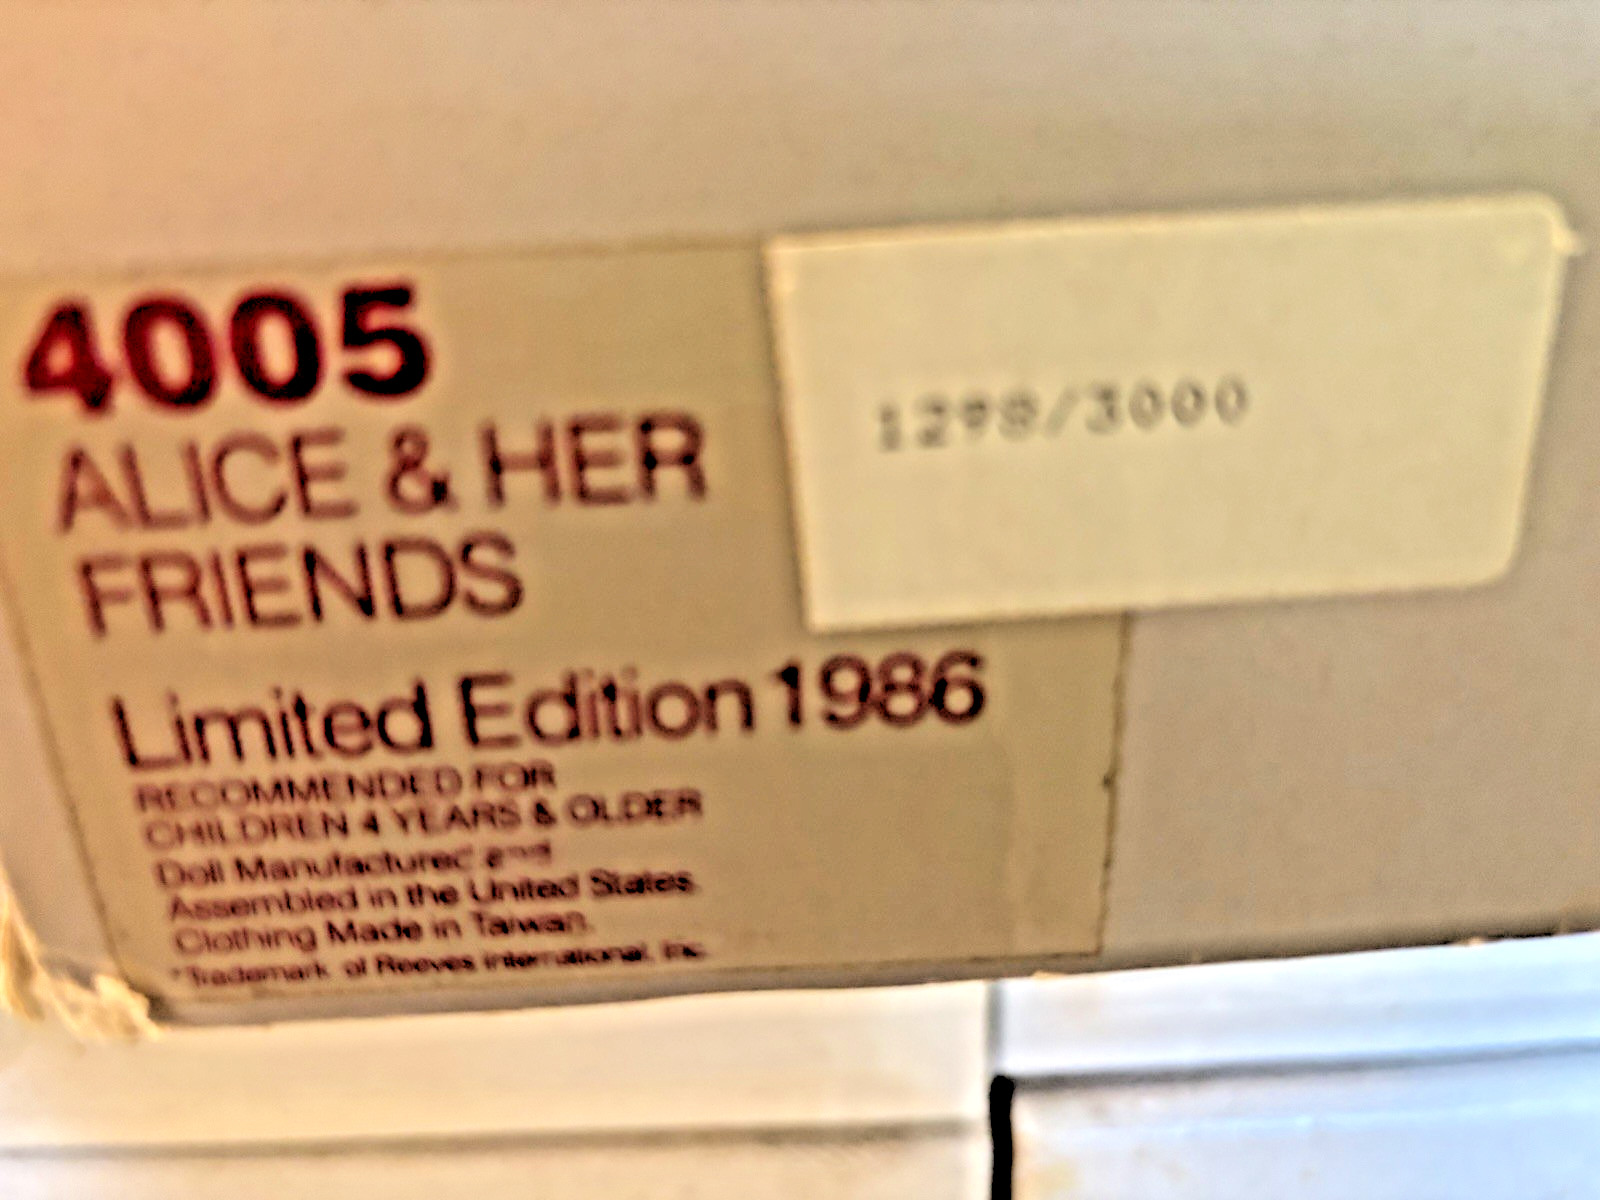 4005
ALICE & HER
FRIENDS
1298/3000
Limited Edition 1986
RECOMMENDED FOR
CHILDREN 4 YEARS & OLDER
Doll Manufactured and
Assembled in the United States.
Clothing Made in Taiwan.
*Trademark of Reeves International, Inc.